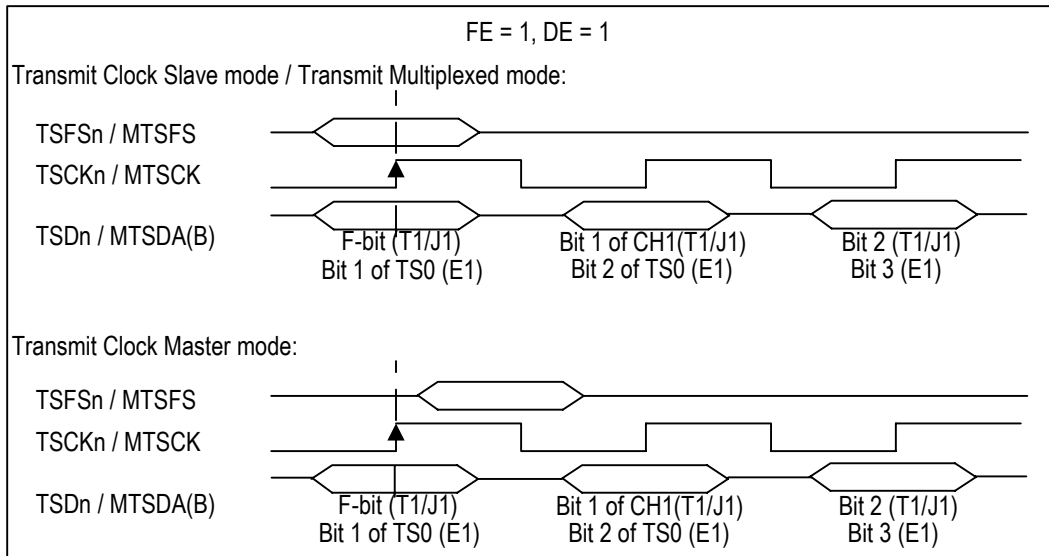 FE = 1, DE = 1
Transmit Clock Slave mode / Transmit Multiplexed mode:
TSFSn / MTSFS
TSCKn / MTSCK
TSDn / MTSDA(B)
F-bit (T1/J1) Bit 1 of CH1(T1/J1) Bit 2 (T1/J1)
Bit 1 of TS0 (E1) Bit 2 of TS0 (E1) Bit 3 (E1)
Transmit Clock Master mode:
TSFSn / MTSFS
TSCKn / MTSCK
TSDn / MTSDA(B)
F-bit (T1/J1) Bit 1 of CH1(T1/J1) Bit 2 (T1/J1)
Bit 1 of TS0 (E1) Bit 2 of TS0 (E1) Bit 3 (E1)